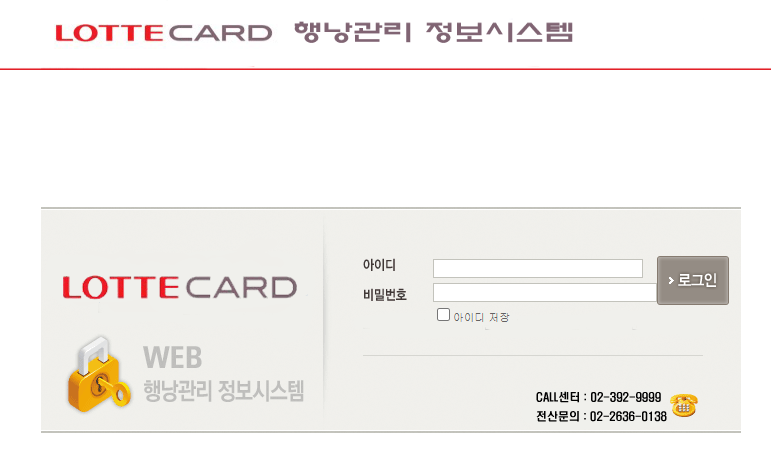 LOTTE CARD 행낭관리 정보시스템
아이디
로그인
비밀번호
아이디 저장
LOTTE CARD
WEB
행낭관리 정보시스템
CALL센터 : 02-392-9999
전산문의 : 02-2636-0138